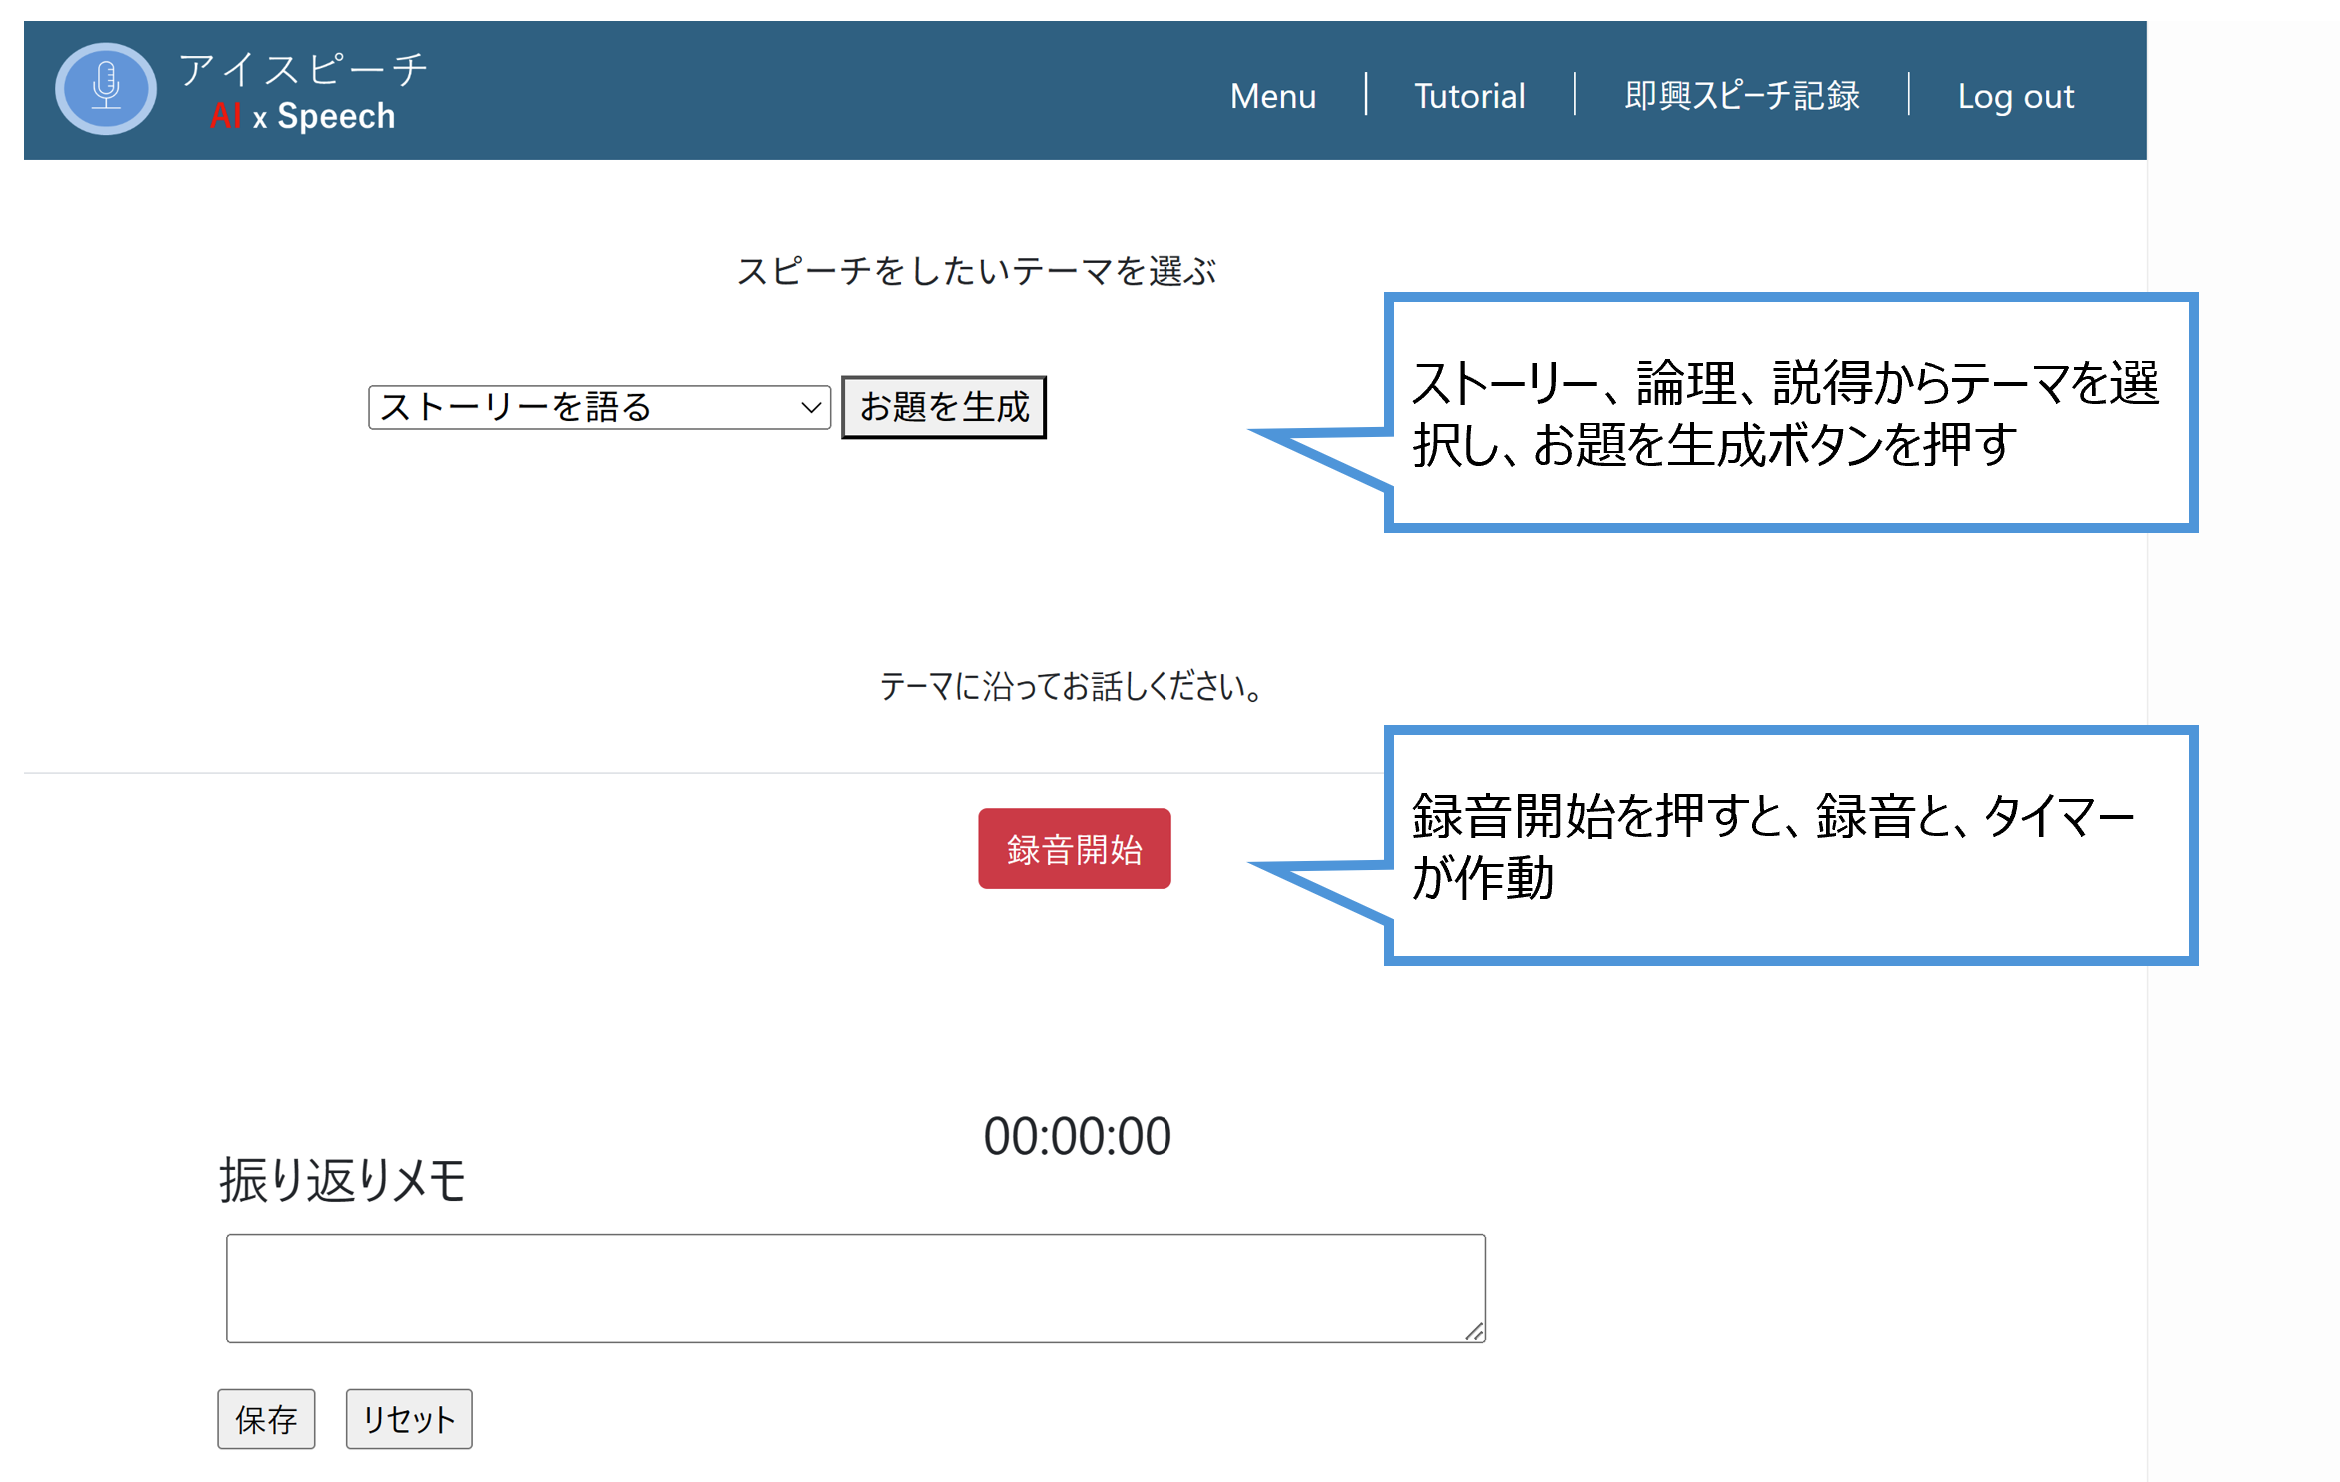 アイスピーチ
AI x Speech
Menu
Tutorial
即興スピーチ記録
Log out
スピーチをしたいテーマを選ぶ
ストーリーを語る
お題を生成
ストーリー、論理、説得からテーマを選
択し、お題を生成ボタンを押す
テーマに沿ってお話しください。
録音開始
録音開始を押すと、録音と、タイマー
が作動
00:00:00
振り返りメモ
保存
リセット